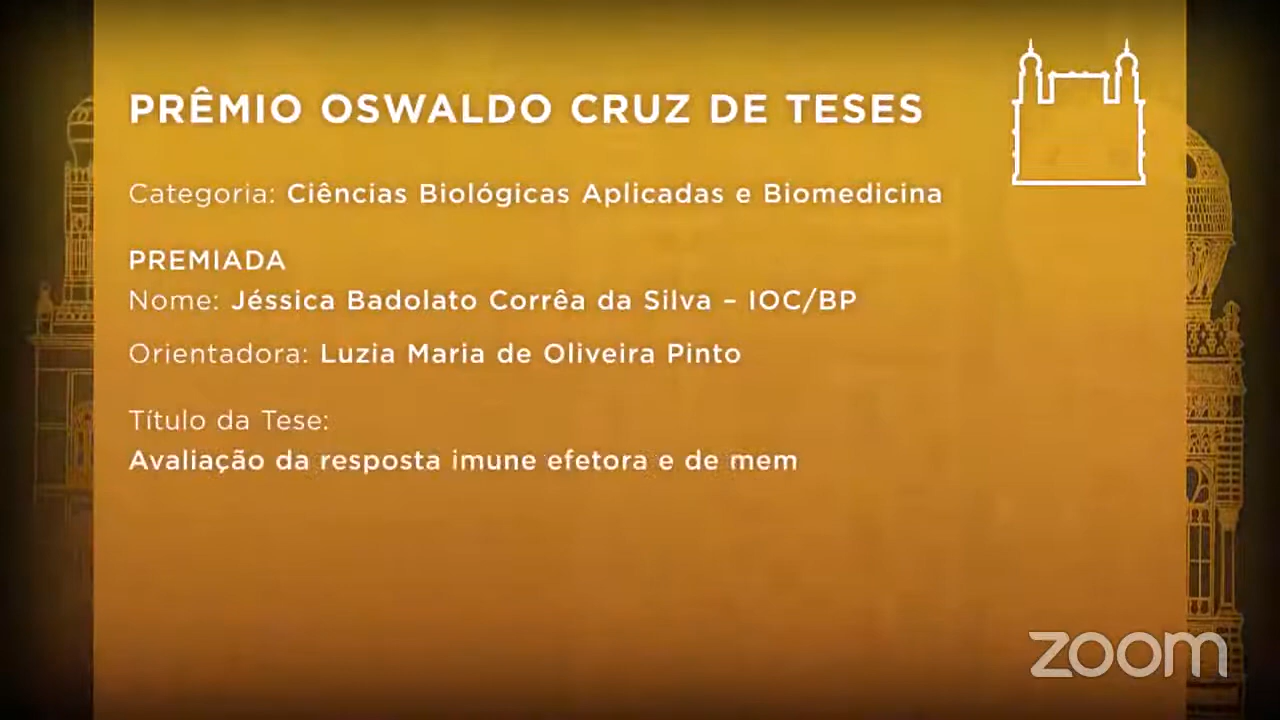 PRÊMIO OSWALDO CRUZ DE TESES
Categoria: Ciências Biológicas Aplicadas e Biomedicina
PREMIADA
Nome: Jéssica Badolato Corrêa da Silva – IOC/BP
Orientadora: Luzia Maria de Oliveira Pinto
Título da Tese:
Avaliação da resposta imune efetora e de mem
zoom